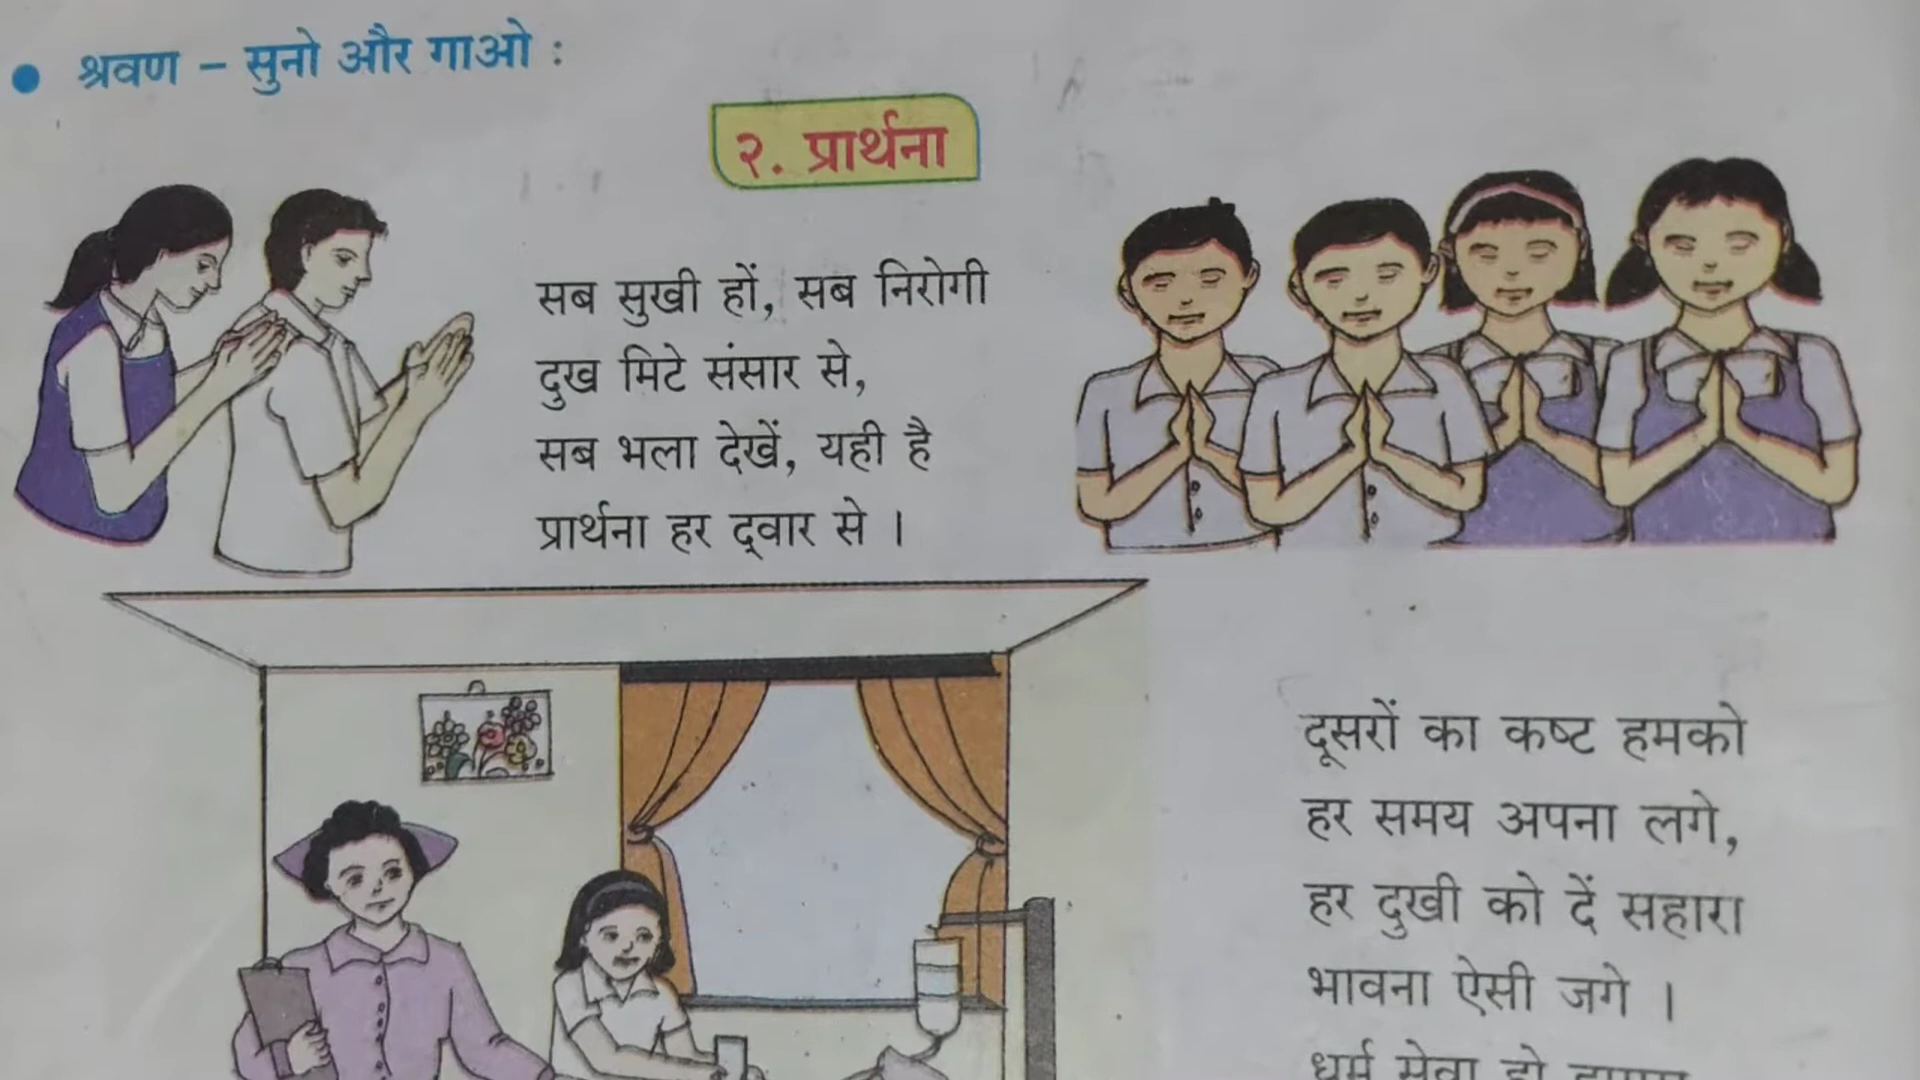 ● श्रवण – सुनो और गाओ :
२. प्रार्थना
सब सुखी हों, सब निरोगी
दुख मिटे संसार से,
सब भला देखें, यही है
प्रार्थना हर द्‌वार से ।
दूसरों का कष्ट हमको
हर समय अपना लगे,
हर दुखी को दें सहारा
भावना ऐसी जगे ।
धर्म सेवा हो